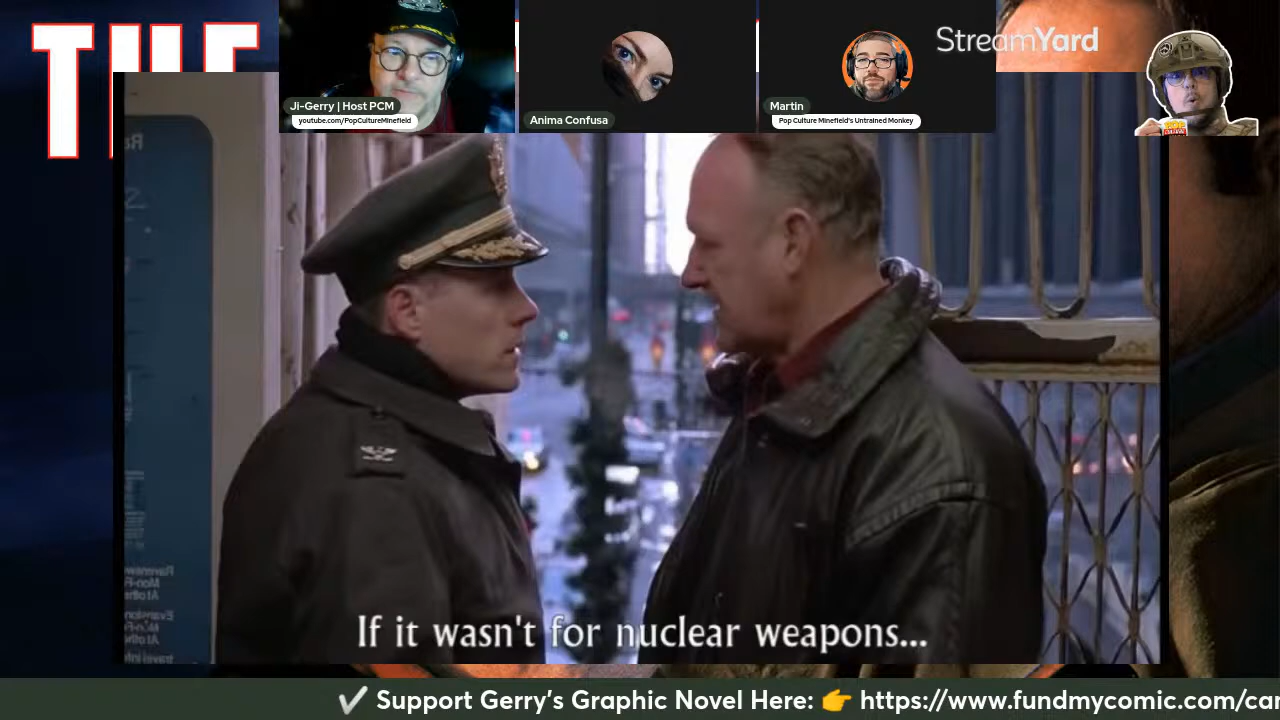 THE
StreamYard
Ji-Gerry | Host PCM
youtube.com/PopCultureMinefield
Anima Confusa
Martin
Pop Culture Minefield's Untrained Monkey
If it wasn't for nuclear weapons...
✔ Support Gerry's Graphic Novel Here: 👉 https://www.fundmycomic.com/ca